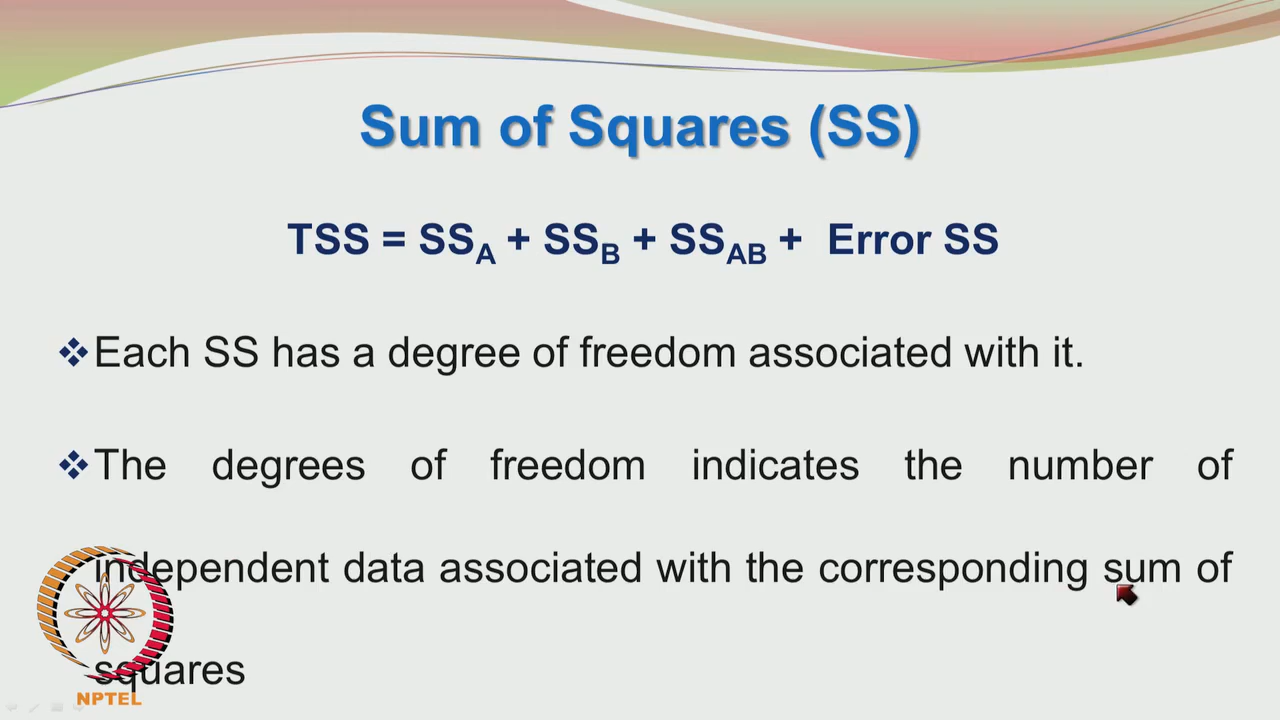 Sum of Squares (SS)
TSS = SS_A + SS_B + SS_AB + Error SS
❖Each SS has a degree of freedom associated with it.
❖The degrees of freedom indicates the number of
independent data associated with the corresponding sum of
squares
NPTEL